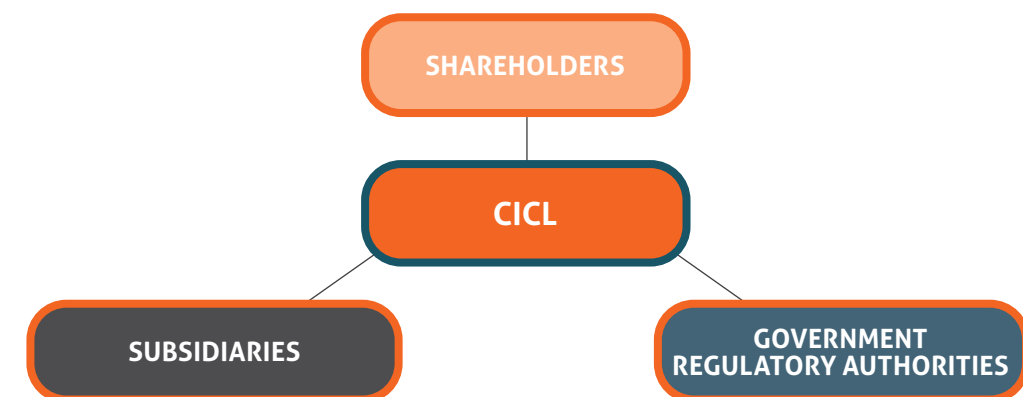 SHAREHOLDERS
CICL
SUBSIDIARIES
GOVERNMENT
REGULATORY AUTHORITIES